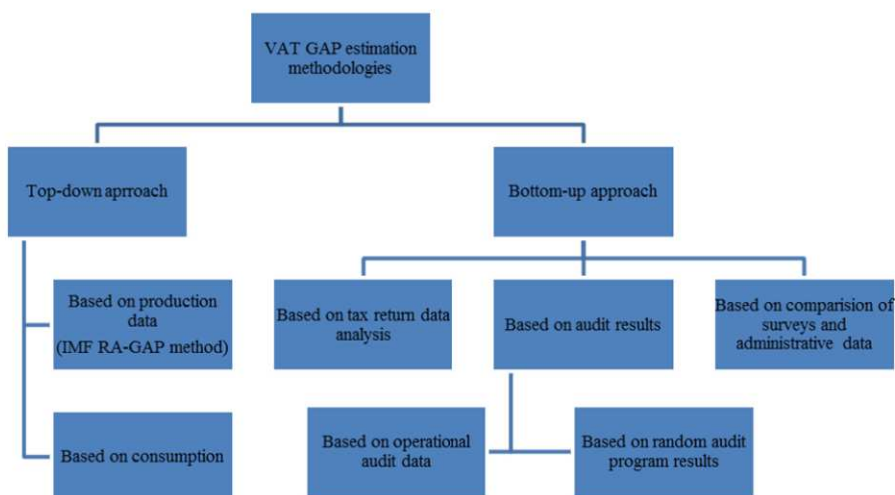 VAT GAP estimation
methodologies
Top-down aprroach
Bottom-up approach
Based on production
data
(IMF RA-GAP method)
Based on tax return data
analysis
Based on audit results
Based on comparision of
surveys and
administrative data
Based on consumption
Based on operational
audit data
Based on random audit
program results